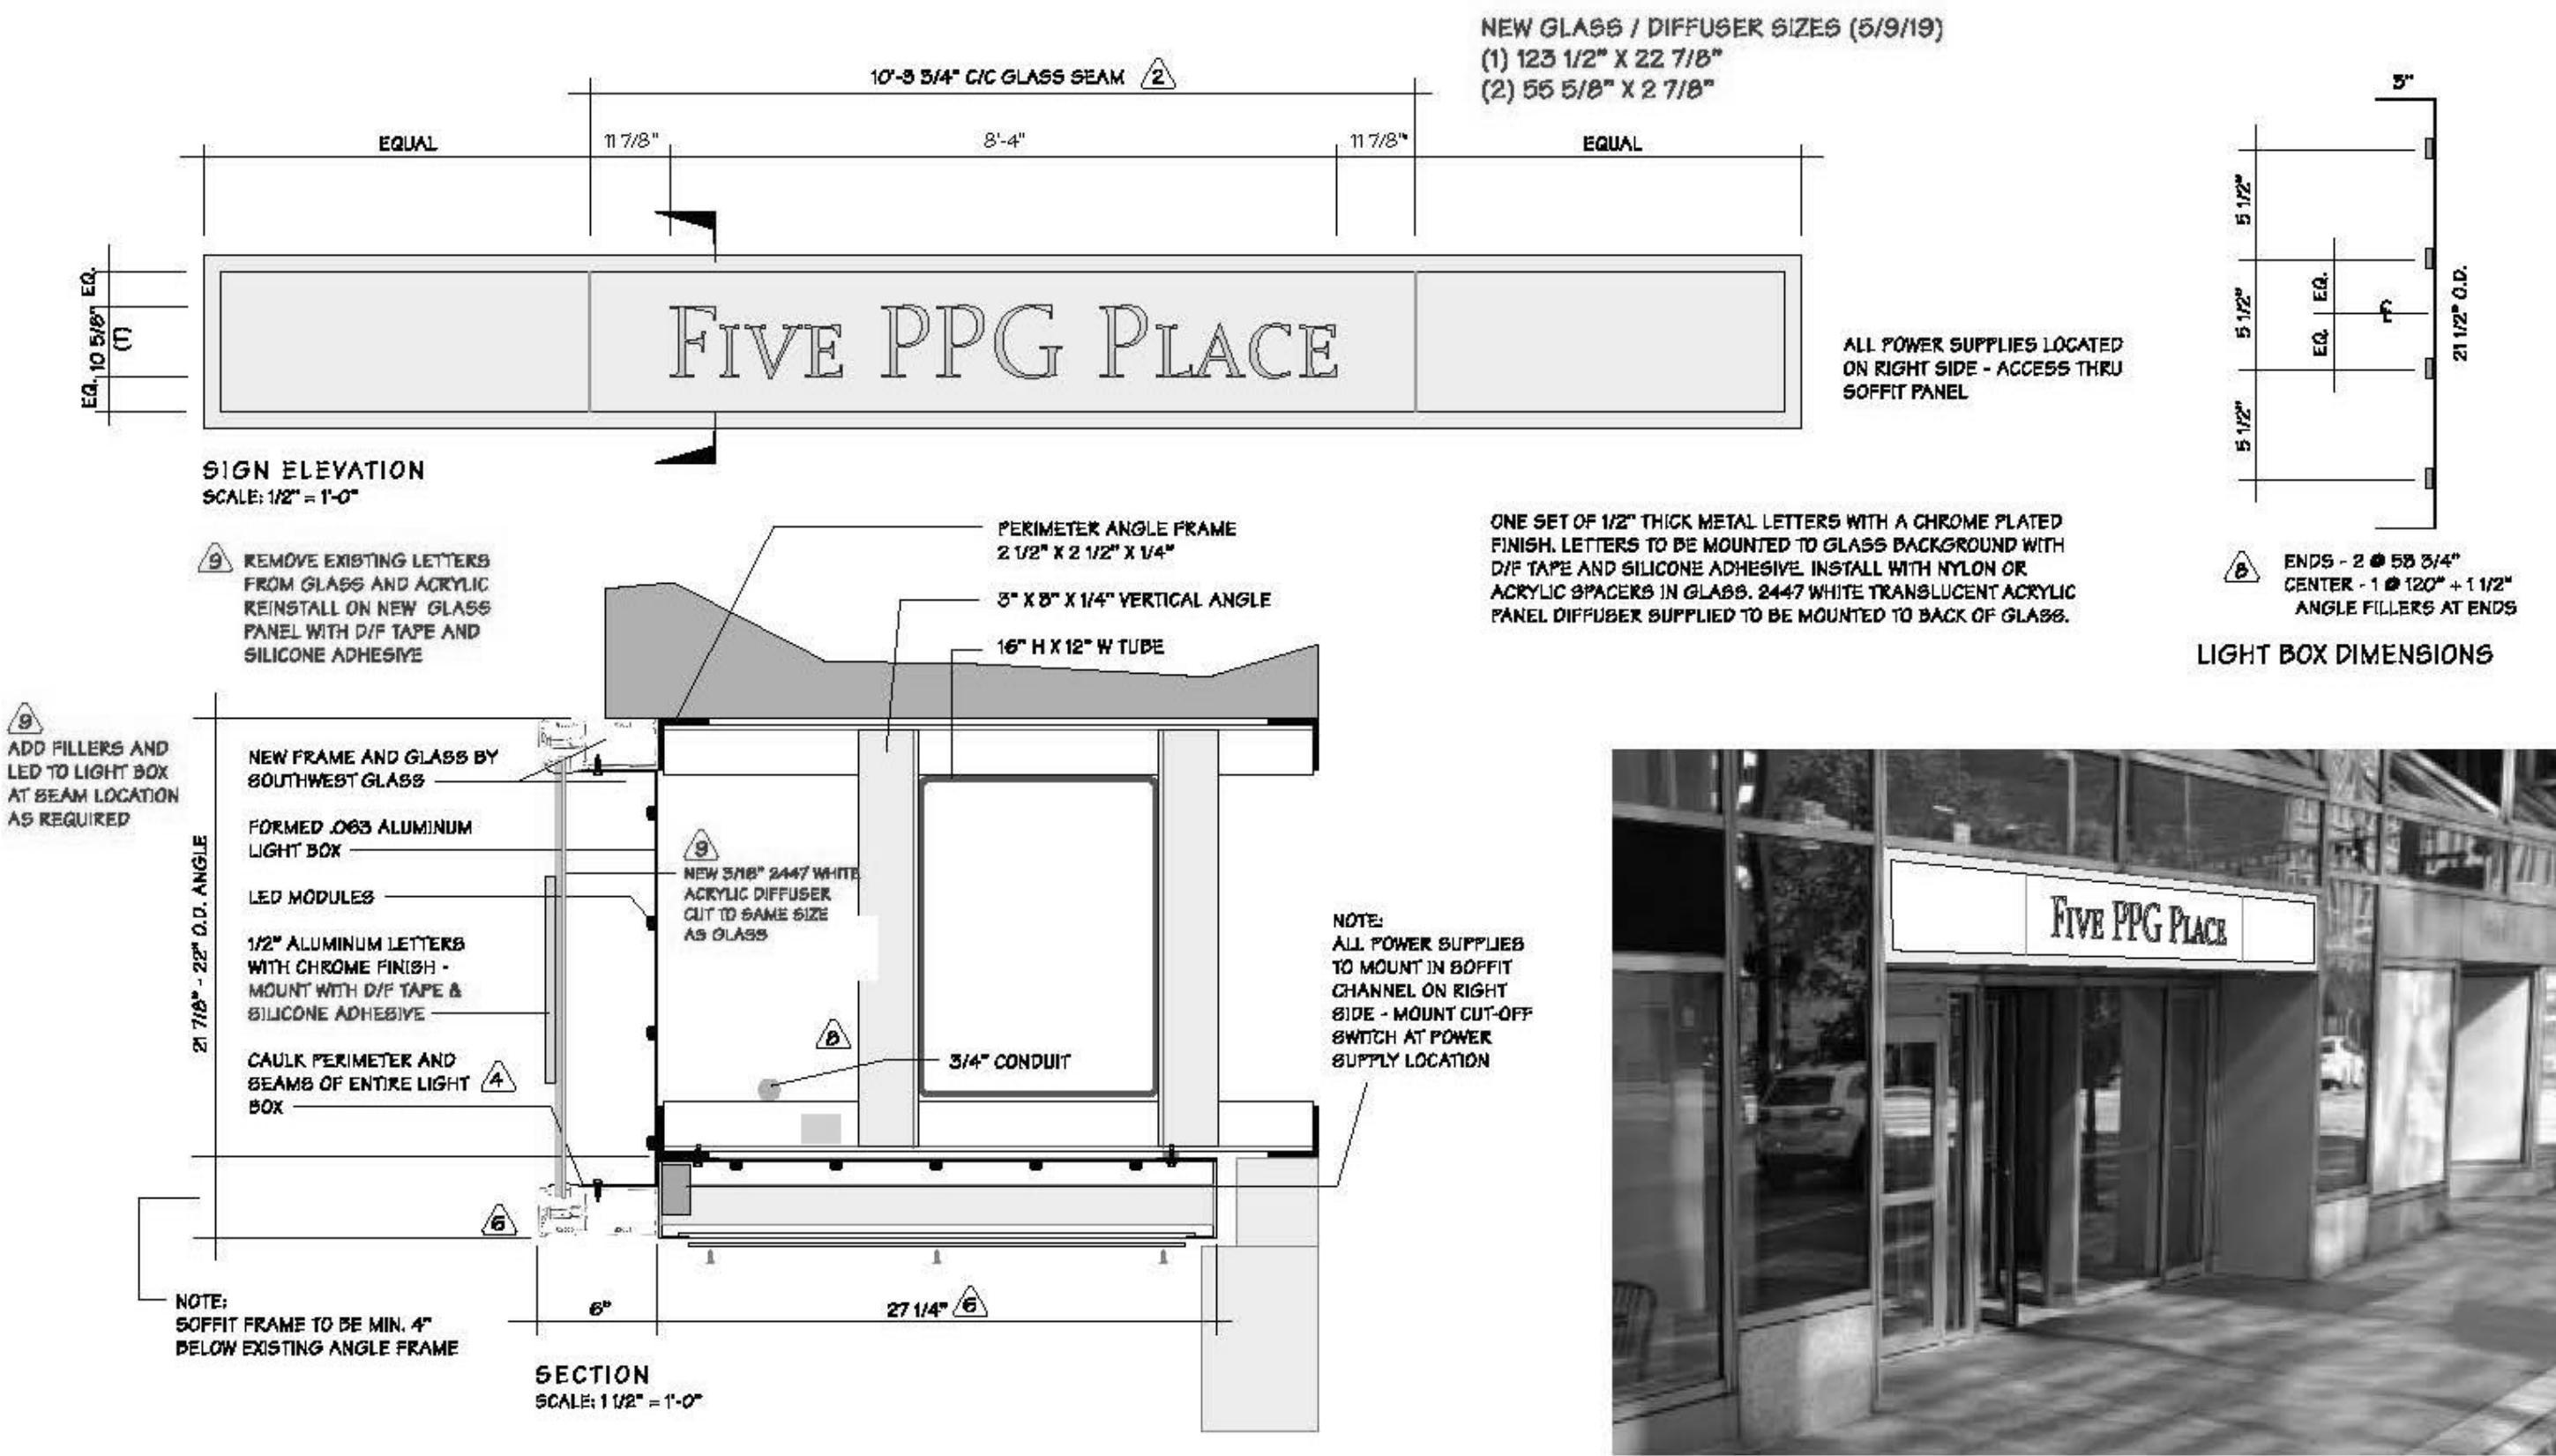 NEW GLASS / DIFFUSER SIZES (5/9/19)
(1) 123 1/2" X 22 7/8"
(2) 55 5/8" X 2 7/8"
10'-3 3/4" C/C GLASS SEAM 2
3"
EQUAL
11 7/8"
8'-4"
11 7/8"
EQUAL
EQ. 10 5/8" EQ.
(1')
FIVE PPG PLACE
ALL POWER SUPPLIES LOCATED
ON RIGHT SIDE - ACCESS THRU
SOFFIT PANEL
5 1/2"
5 1/2"
5 1/2"
EQ.
EQ.
21 1/2" O.D.
SIGN ELEVATION
SCALE: 1/2" = 1'-0"
9 REMOVE EXISTING LETTERS
FROM GLASS AND ACRYLIC
REINSTALL ON NEW GLASS
PANEL WITH D/F TAPE AND
SILICONE ADHESIVE
PERIMETER ANGLE FRAME
2 1/2" X 2 1/2" X 1/4"
3" X 3" X 1/4" VERTICAL ANGLE
16" H X 12" W TUBE
ONE SET OF 1/2" THICK METAL LETTERS WITH A CHROME PLATED
FINISH. LETTERS TO BE MOUNTED TO GLASS BACKGROUND WITH
D/F TAPE AND SILICONE ADHESIVE. INSTALL WITH NYLON OR
ACRYLIC SPACERS IN GLASS. 2447 WHITE TRANSLUCENT ACRYLIC
PANEL DIFFUSER SUPPLIED TO BE MOUNTED TO BACK OF GLASS.
8 ENDS - 2 @ 53 3/4"
CENTER - 1 @ 120" + 1 1/2"
ANGLE FILLERS AT ENDS
LIGHT BOX DIMENSIONS
9
ADD FILLERS AND
LED TO LIGHT BOX
AT SEAM LOCATION
AS REQUIRED
21 7/8" - 22" O.D. ANGLE
NEW FRAME AND GLASS BY
SOUTHWEST GLASS
FORMED .063 ALUMINUM
LIGHT BOX
LED MODULES
1/2" ALUMINUM LETTERS
WITH CHROME FINISH -
MOUNT WITH D/F TAPE &
SILICONE ADHESIVE
CAULK PERIMETER AND
SEAMS OF ENTIRE LIGHT 4
BOX
9
NEW 3/16" 2447 WHITE
ACRYLIC DIFFUSER
CUT TO SAME SIZE
AS GLASS
8
3/4" CONDUIT
NOTE:
ALL POWER SUPPLIES
TO MOUNT IN SOFFIT
CHANNEL ON RIGHT
SIDE - MOUNT CUT-OFF
SWITCH AT POWER
SUPPLY LOCATION
FIVE PPG PLACE
6
NOTE:
SOFFIT FRAME TO BE MIN. 4"
BELOW EXISTING ANGLE FRAME
6"
27 1/4" 6
SECTION
SCALE: 1 1/2" = 1'-0"